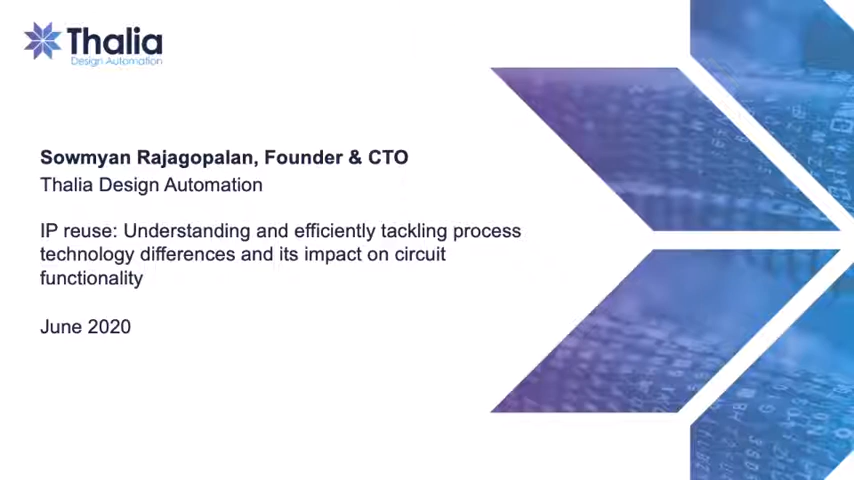 Thalia
Design Automation
Sowmyan Rajagopalan, Founder & CTO
Thalia Design Automation
IP reuse: Understanding and efficiently tackling process
technology differences and its impact on circuit
functionality
June 2020